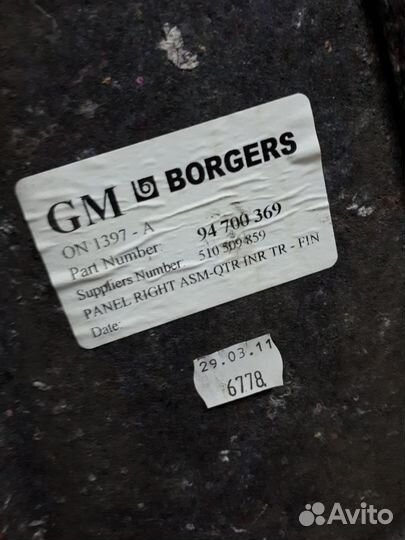 GM BORGERS
ON 1397 - A
Part Number: 94 700 369
Suppliers Number: 510 509 859
PANEL RIGHT ASM-QTR INR TR - FIN
Date:
29.03.11
6778
Avito